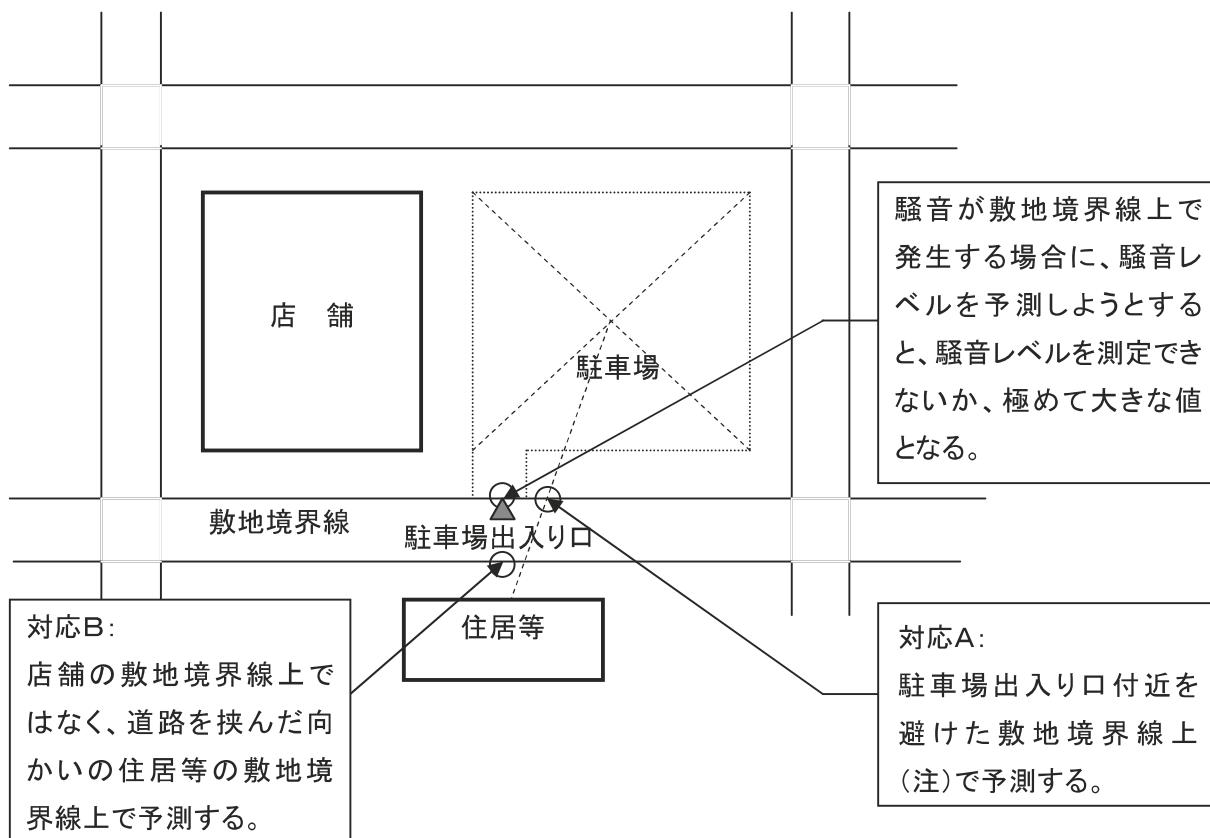 店　舗
駐車場
敷地境界線
駐車場出入り口
住居等
騒音が敷地境界線上で
発生する場合に、騒音レ
ベルを予測しようとする
と、騒音レベルを測定でき
ないか、極めて大きな値
となる。
対応B：
店舗の敷地境界線上で
はなく、道路を挟んだ向
かいの住居等の敷地境
界線上で予測する。
対応A：
駐車場出入り口付近を
避けた敷地境界線上
（注）で予測する。